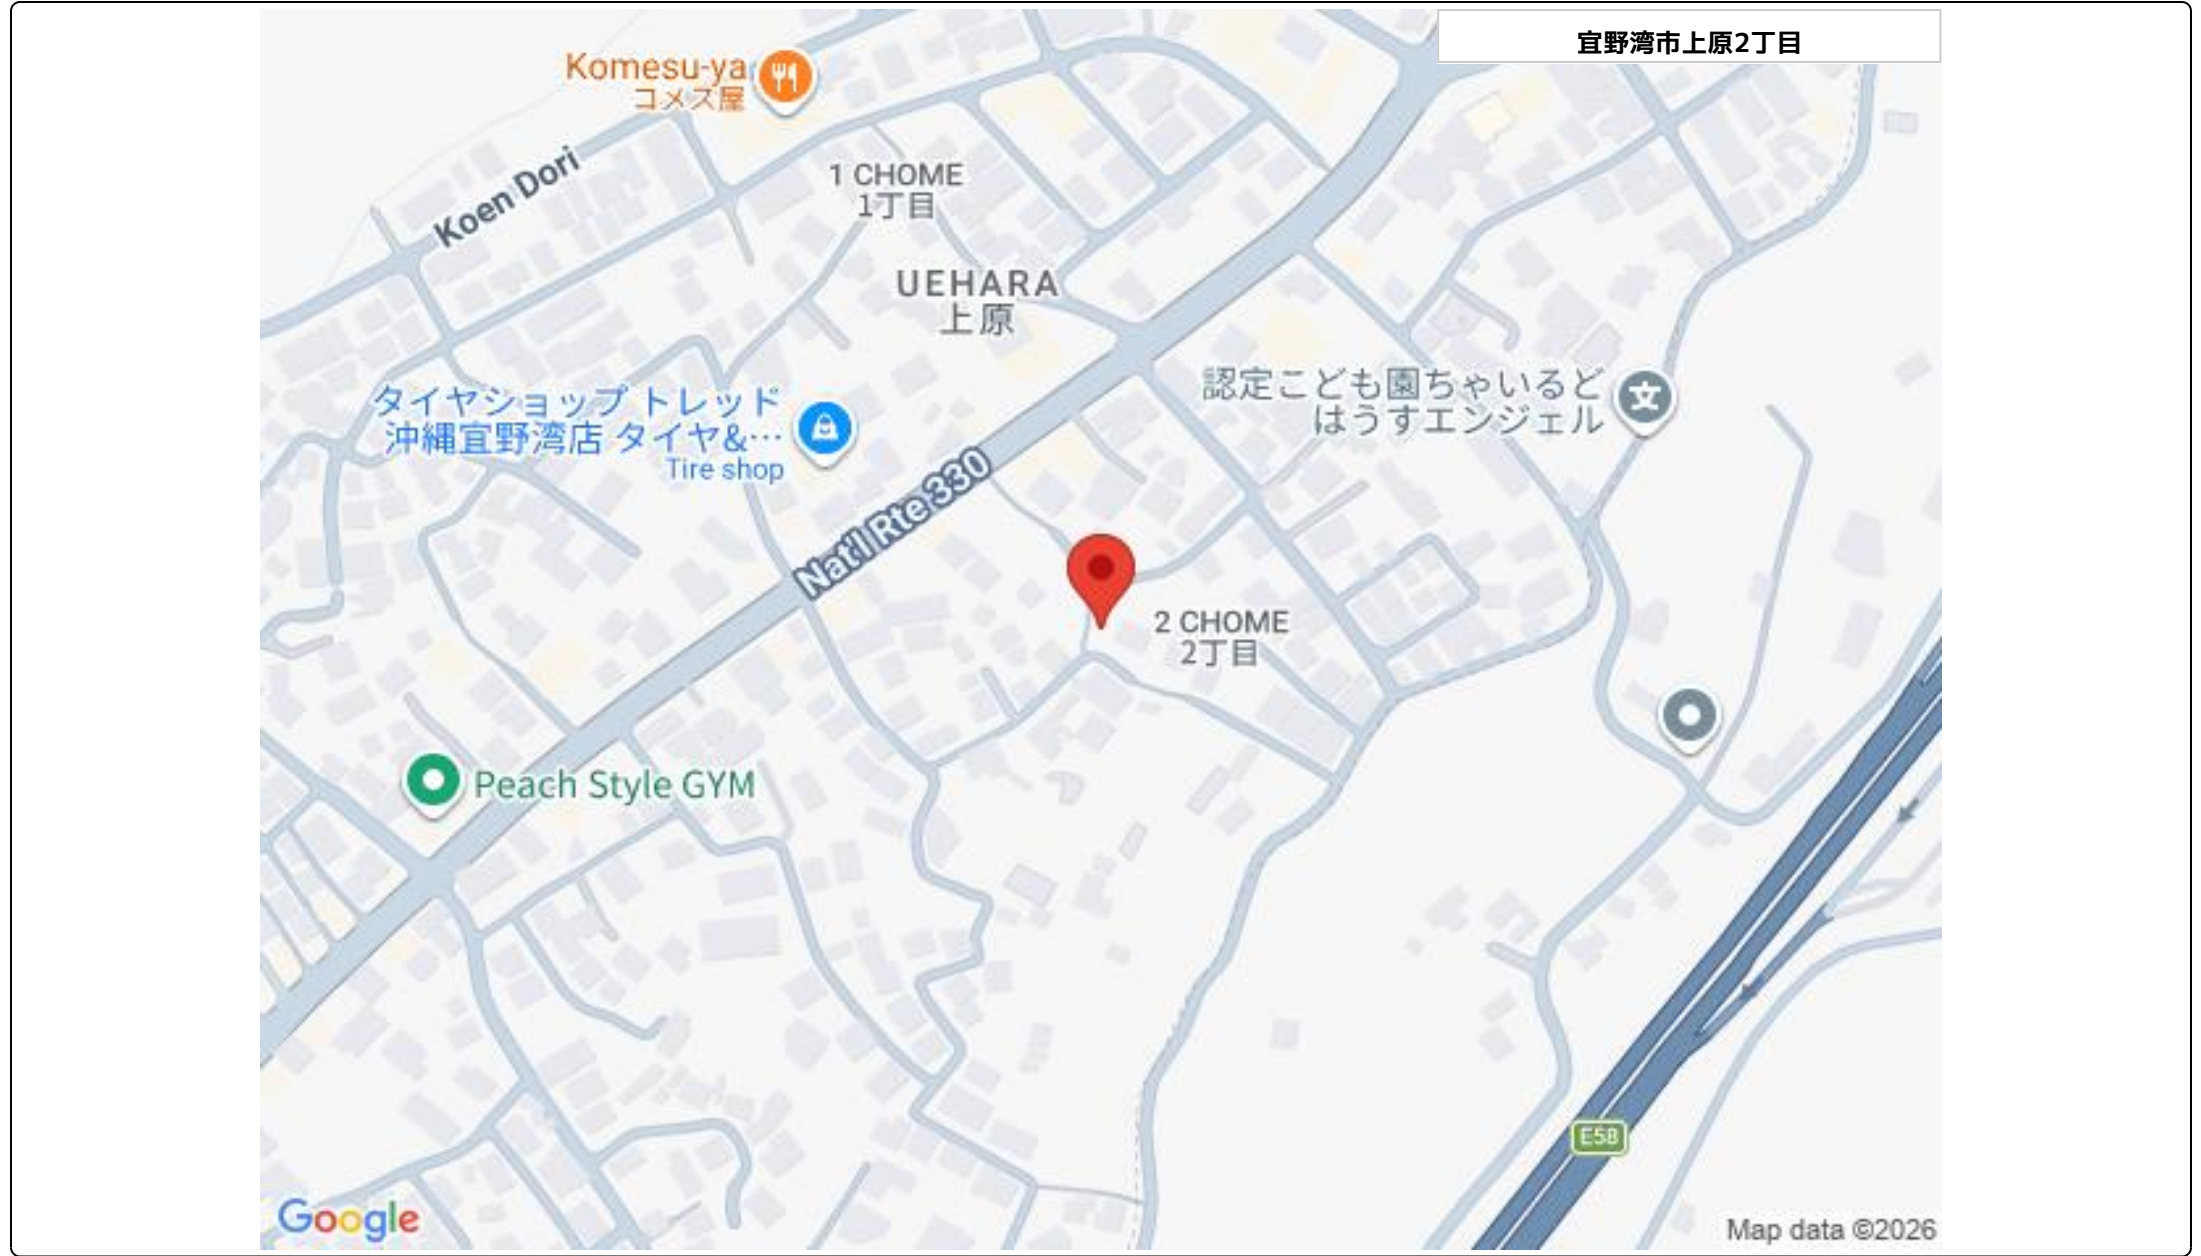 宜野湾市上原2丁目
Komesu-ya
コメス屋
Koen Dori
1 CHOME
1丁目
UEHARA
上原
タイヤショップ トレッド
沖縄宜野湾店 タイヤ&…
Tire shop
認定こども園ちゃいるど
はうすエンジェル
Nat'l Rte 330
2 CHOME
2丁目
Peach Style GYM
E58
Google
Map data ©2026